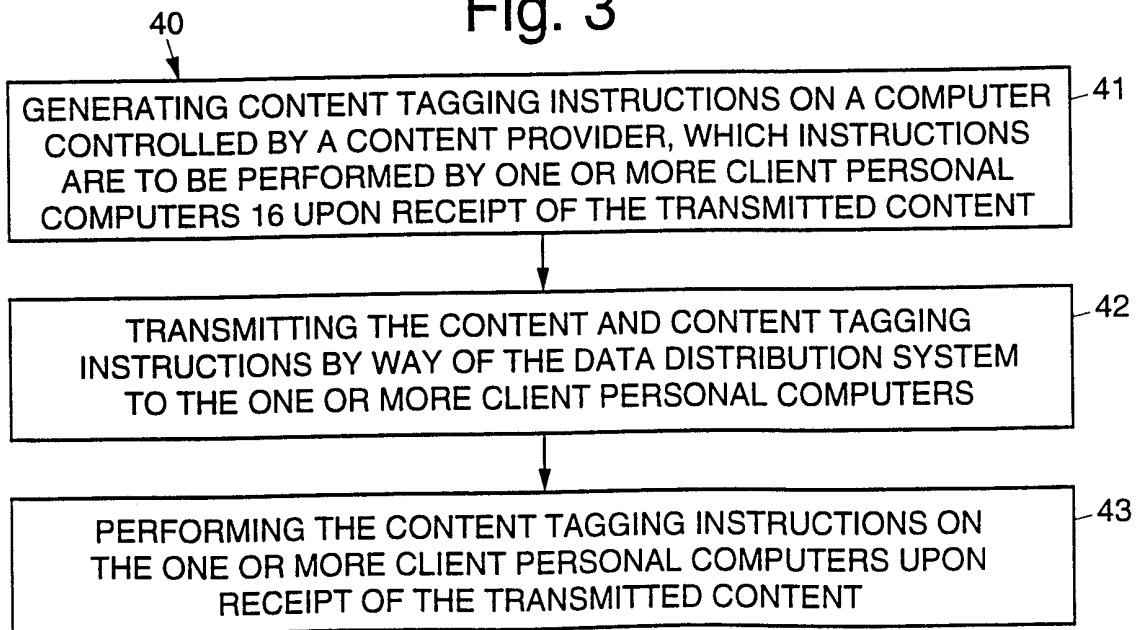 Fig. 3
40
GENERATING CONTENT TAGGING INSTRUCTIONS ON A COMPUTER
CONTROLLED BY A CONTENT PROVIDER, WHICH INSTRUCTIONS
ARE TO BE PERFORMED BY ONE OR MORE CLIENT PERSONAL
COMPUTERS 16 UPON RECEIPT OF THE TRANSMITTED CONTENT
41
TRANSMITTING THE CONTENT AND CONTENT TAGGING
INSTRUCTIONS BY WAY OF THE DATA DISTRIBUTION SYSTEM
TO THE ONE OR MORE CLIENT PERSONAL COMPUTERS
42
PERFORMING THE CONTENT TAGGING INSTRUCTIONS ON
THE ONE OR MORE CLIENT PERSONAL COMPUTERS UPON
RECEIPT OF THE TRANSMITTED CONTENT
43